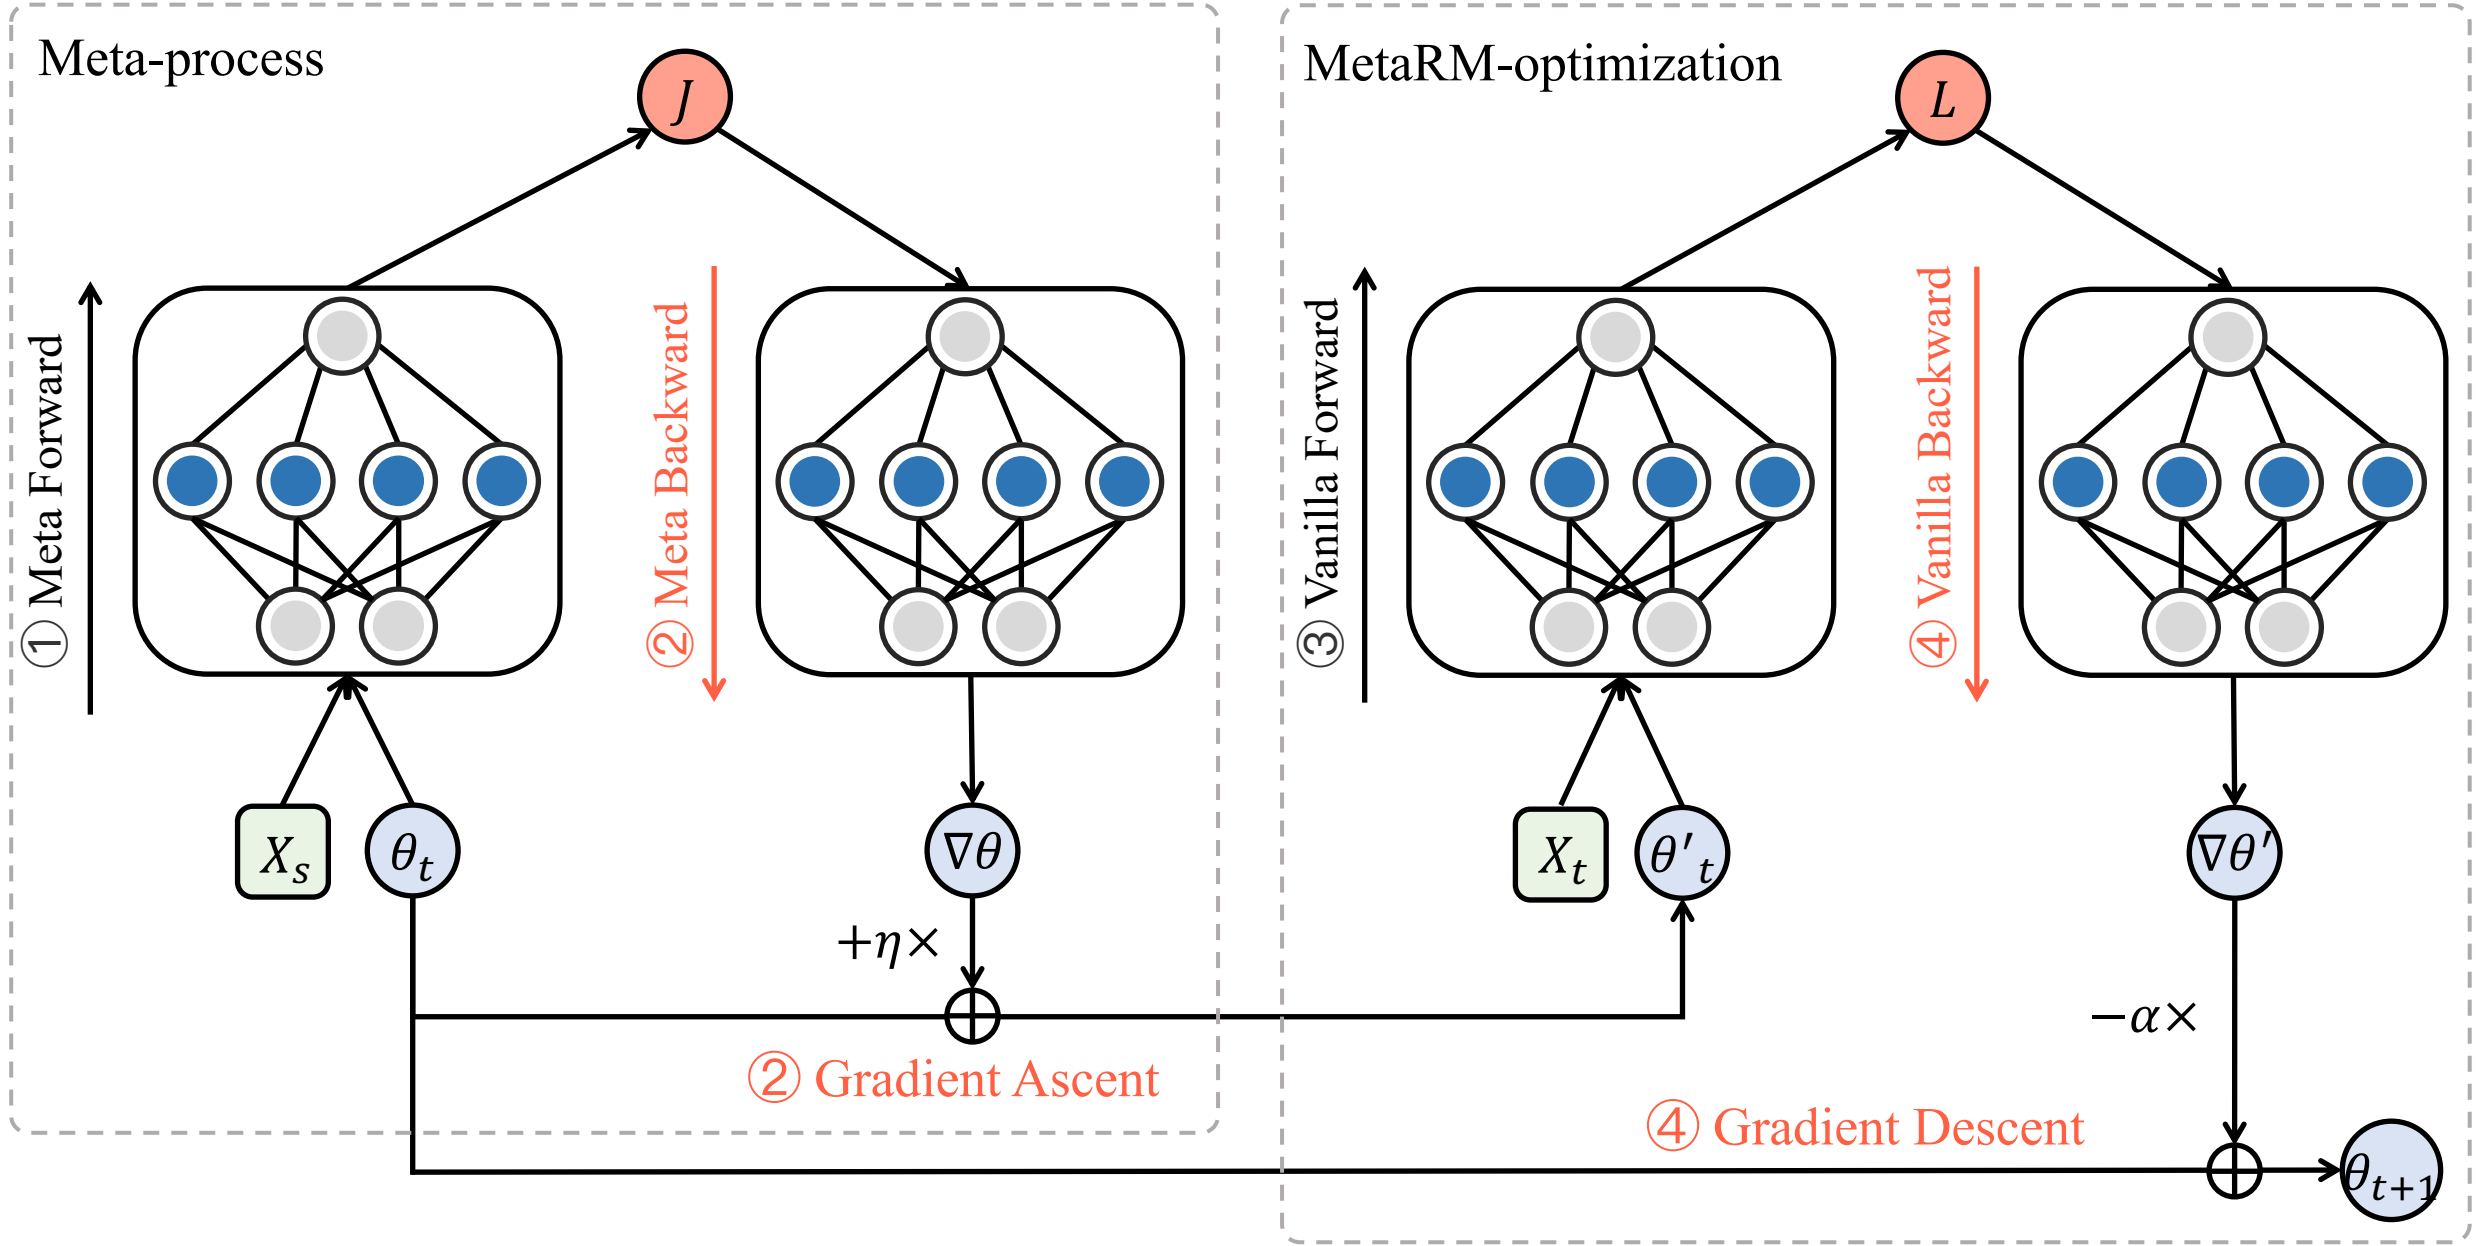 Meta-process
J
① Meta Forward
② Meta Backward
X_s
θ_t
∇θ
+η×
② Gradient Ascent
MetaRM-optimization
L
③ Vanilla Forward
④ Vanilla Backward
X_t
θ'_t
∇θ'
−α×
④ Gradient Descent
θ_{t+1}